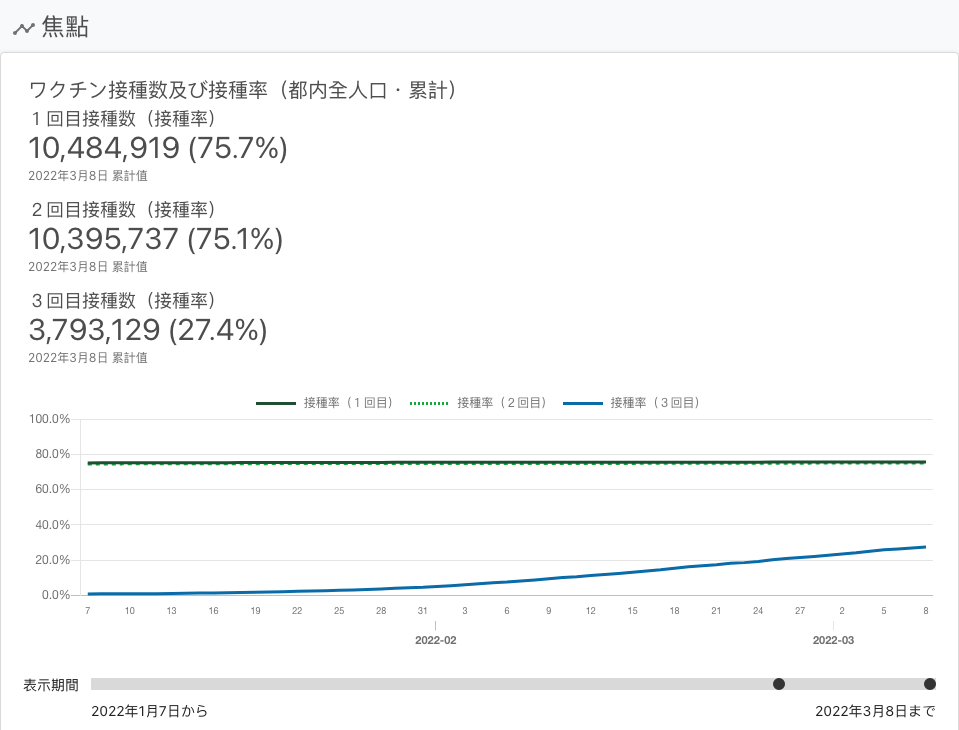 焦點
ワクチン接種数及び接種率（都内全人口・累計）
１回目接種数（接種率）
10,484,919 (75.7%)
2022年3月8日 累計値
２回目接種数（接種率）
10,395,737 (75.1%)
2022年3月8日 累計値
３回目接種数（接種率）
3,793,129 (27.4%)
2022年3月8日 累計値
接種率（１回目） 接種率（２回目） 接種率（３回目）
100.0%
80.0%
60.0%
40.0%
20.0%
0.0%
7 10 13 16 19 22 25 28 31 3 6 9 12 15 18 21 24 27 2 5 8
2022-02 2022-03
表示期間
2022年1月7日から 2022年3月8日まで